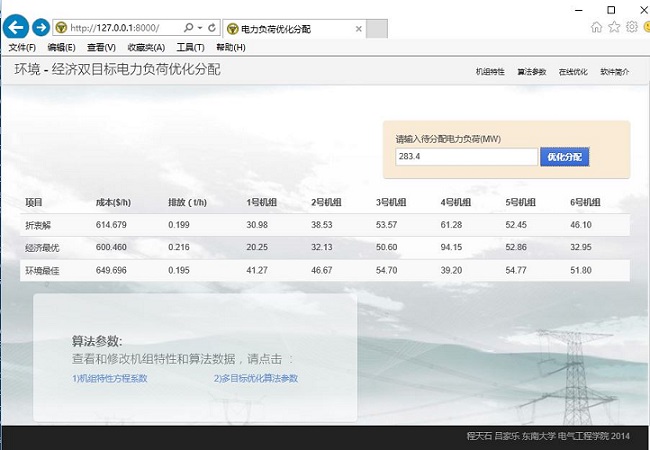 http://127.0.0.1:8000/
电力负荷优化分配
文件(F) 编辑(E) 查看(V) 收藏夹(A) 工具(T) 帮助(H)
环境 - 经济双目标电力负荷优化分配
机组特性 算法参数 在线优化 软件简介
请输入待分配电力负荷(MW)
283.4 优化分配
项目 成本($/h) 排放（t/h） 1号机组 2号机组 3号机组 4号机组 5号机组 6号机组
折衷解 614.679 0.199 30.98 38.53 53.57 61.28 52.45 46.10
经济最优 600.460 0.216 20.25 32.13 50.60 94.15 52.86 32.95
环境最佳 649.696 0.195 41.27 46.67 54.70 39.20 54.77 51.80
算法参数:
查看和修改机组特性和算法数据，请点击 ：
1)机组特性方程系数 2)多目标优化算法参数
程天石 吕家乐 东南大学 电气工程学院 2014